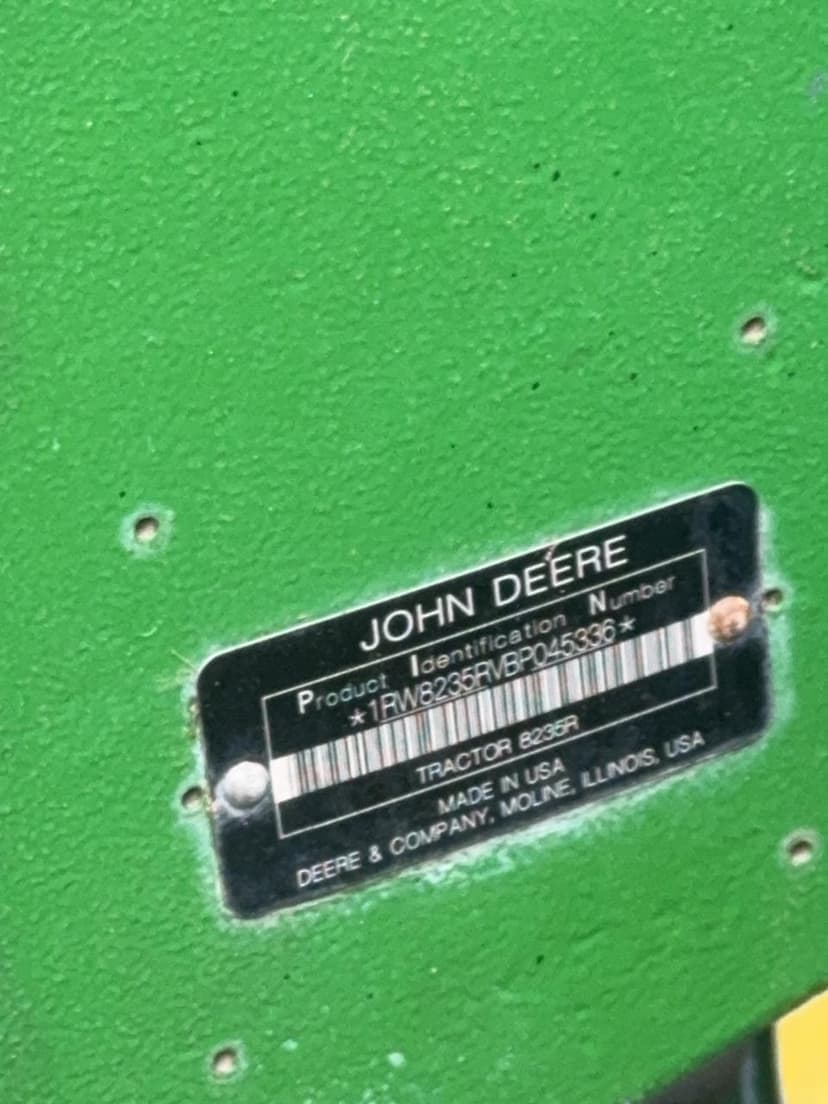 JOHN DEERE
Product Identification Number
*1RW8235RVBP045336*
TRACTOR 8235R
MADE IN USA
DEERE & COMPANY, MOLINE, ILLINOIS, USA